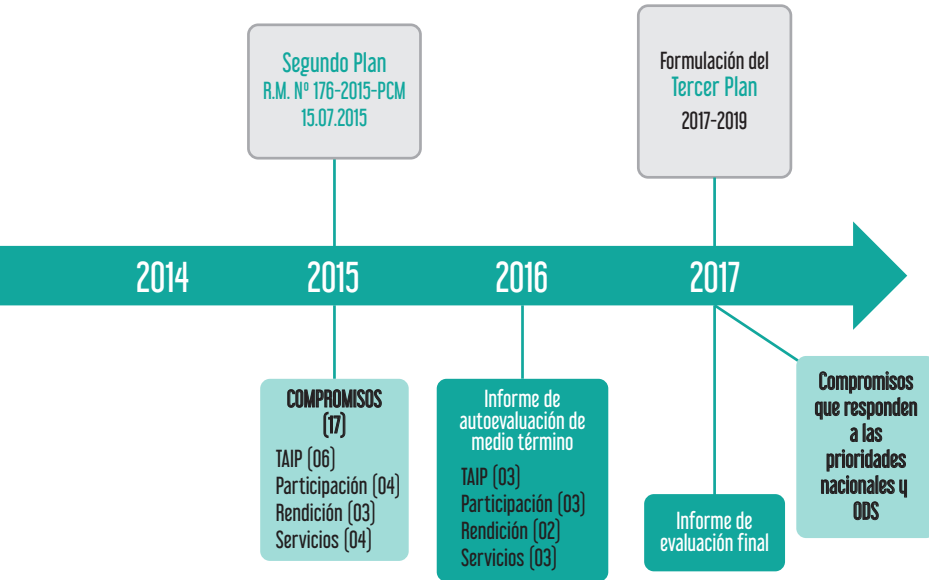 Segundo Plan
R.M. Nº 176-2015-PCM
15.07.2015
Formulación del
Tercer Plan
2017-2019
2014
2015
2016
2017
COMPROMISOS
(17)
TAIP (06)
Participación (04)
Rendición (03)
Servicios (04)
Informe de
autoevaluación de
medio término
TAIP (03)
Participación (03)
Rendición (02)
Servicios (03)
Informe de
evaluación final
Compromisos
que responden
a las
prioridades
nacionales y
ODS